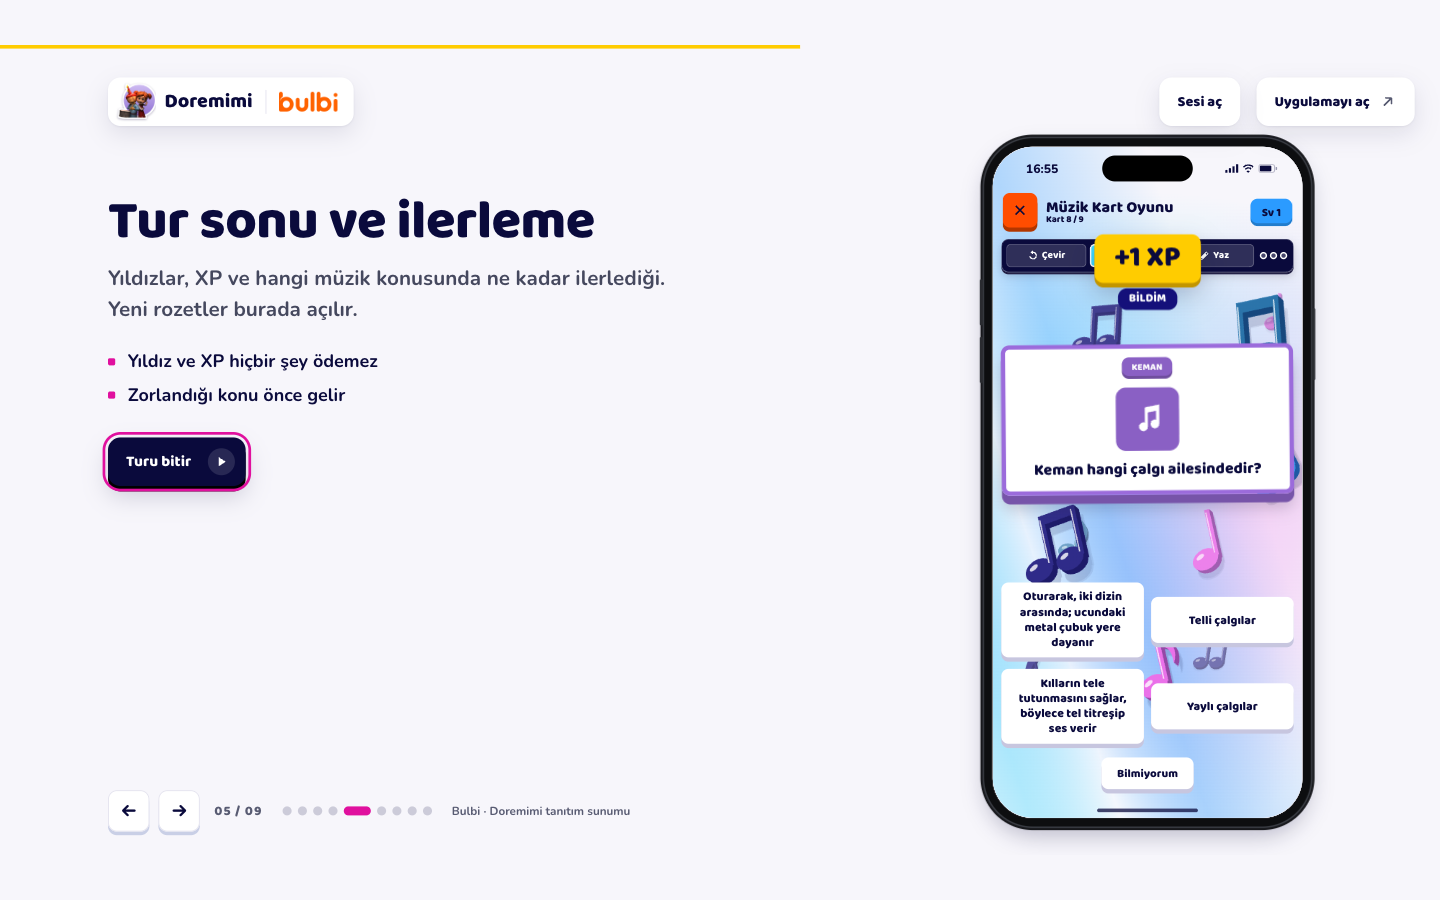 Doremimi
bulbi
Sesi aç
Uygulamayı aç
Tur sonu ve ilerleme
Yıldızlar, XP ve hangi müzik konusunda ne kadar ilerlediği.
Yeni rozetler burada açılır.
Yıldız ve XP hiçbir şey ödemez
Zorlandığı konu önce gelir
Turu bitir
16:55
Müzik Kart Oyunu
Kart 8 / 9
Sv 1
Çevir
+1 XP
Yaz
BİLDİM
KEMAN
Keman hangi çalgı ailesindedir?
Oturarak, iki dizin
arasında; ucundaki
metal çubuk yere
dayanır
Telli çalgılar
Kılların tele
tutunmasını sağlar,
böylece tel titreşip
ses verir
Yaylı çalgılar
Bilmiyorum
05 / 09
Bulbi · Doremimi tanıtım sunumu